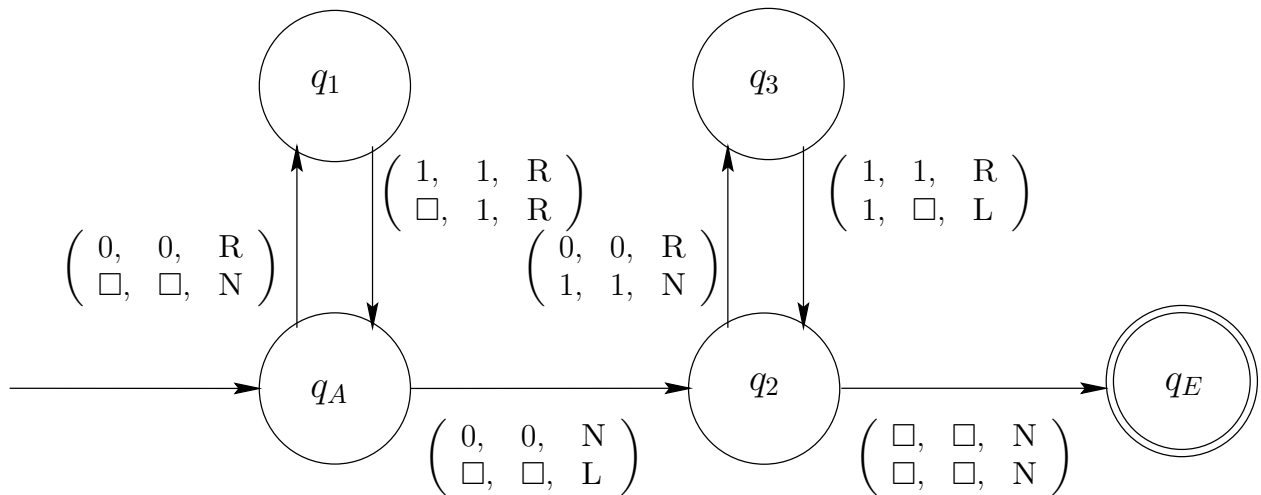 q1
q3
( 1, 1, R
□, 1, R )
( 1, 1, R
1, □, L )
( 0, 0, R
□, □, N )
( 0, 0, R
1, 1, N )
qA
q2
qE
( 0, 0, N
□, □, L )
( □, □, N
□, □, N )